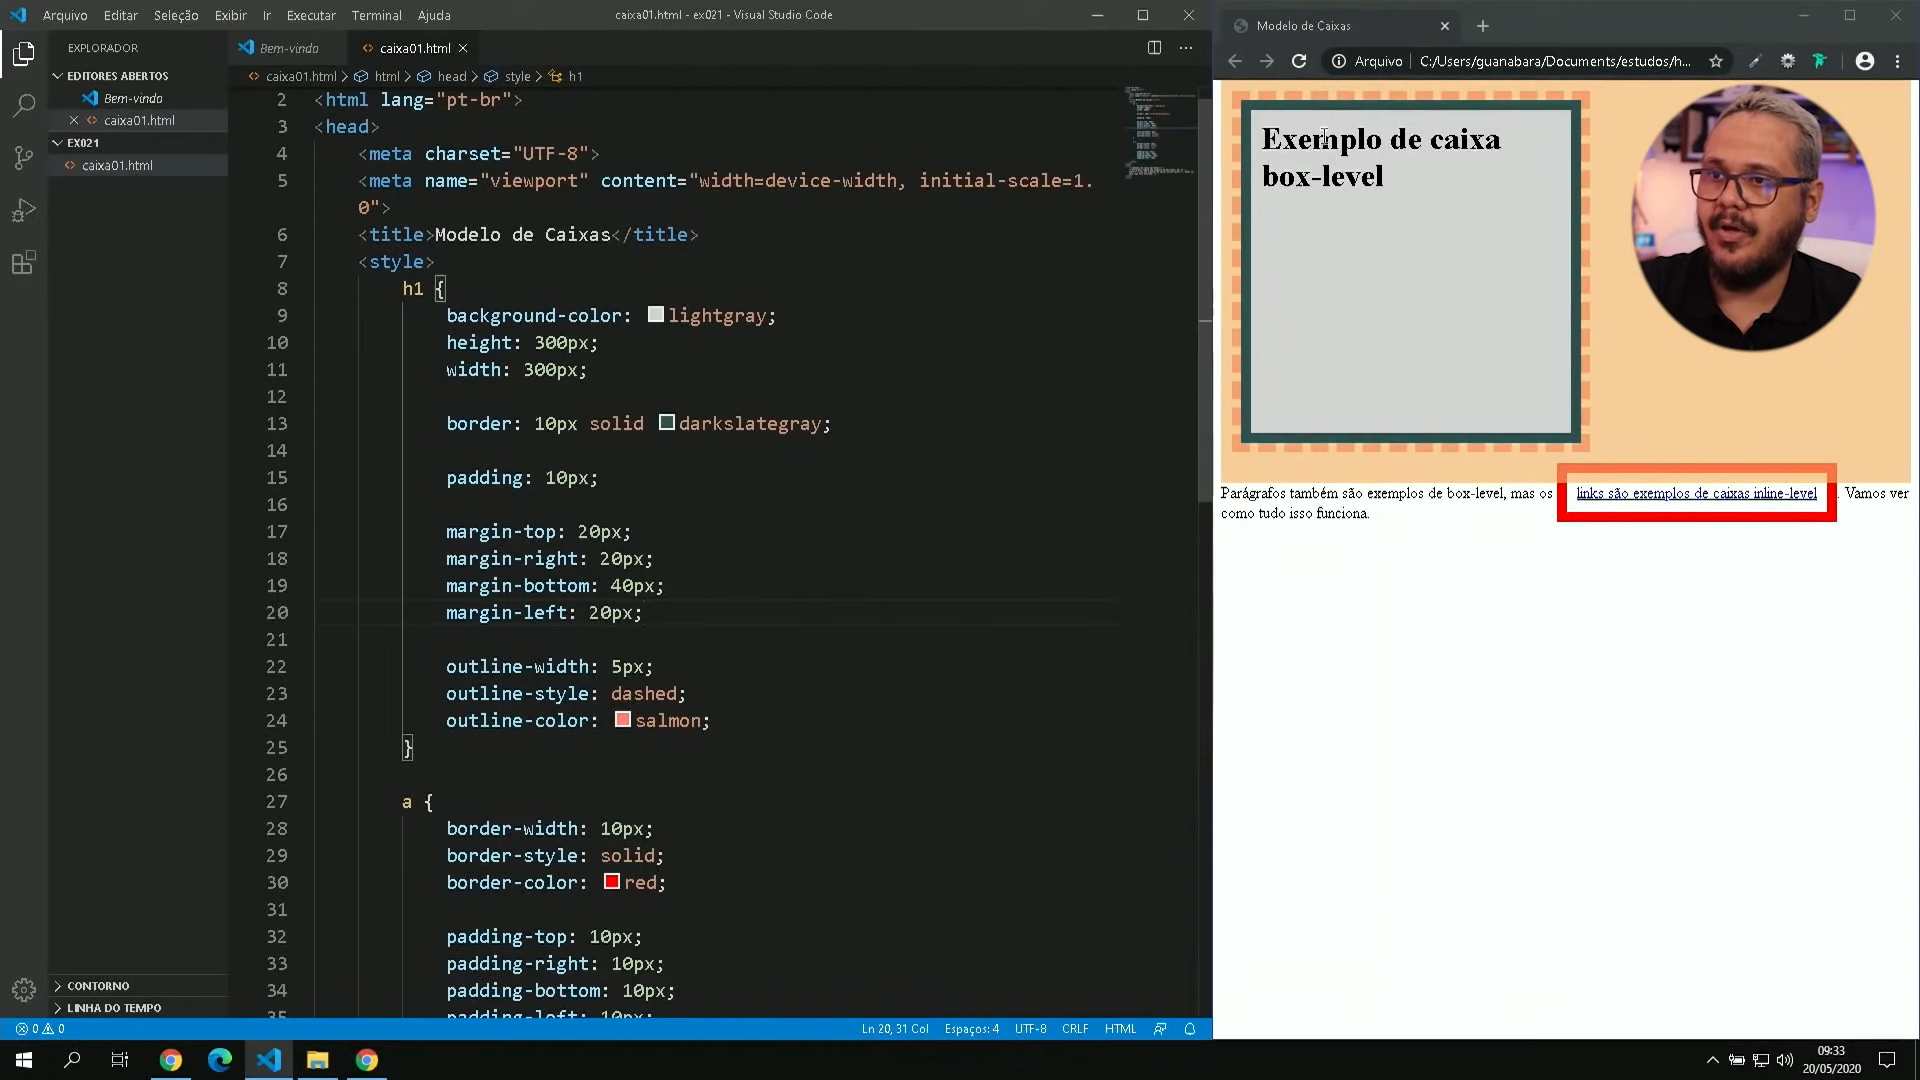 Arquivo Editar Seleção Exibir Ir Executar Terminal Ajuda
caixa01.html - ex021 - Visual Studio Code
EXPLORADOR
EDITORES ABERTOS
Bem-vindo
caixa01.html
EX021
caixa01.html
CONTORNO
LINHA DO TEMPO
Bem-vindo
caixa01.html
caixa01.html > html > head > style > h1
2 <html lang="pt-br">
3 <head>
4 <meta charset="UTF-8">
5 <meta name="viewport" content="width=device-width, initial-scale=1.
0">
6 <title>Modelo de Caixas</title>
7 <style>
8 h1 {
9 background-color: lightgray;
10 height: 300px;
11 width: 300px;
12
13 border: 10px solid darkslategray;
14
15 padding: 10px;
16
17 margin-top: 20px;
18 margin-right: 20px;
19 margin-bottom: 40px;
20 margin-left: 20px;
21
22 outline-width: 5px;
23 outline-style: dashed;
24 outline-color: salmon;
25 }
26
27 a {
28 border-width: 10px;
29 border-style: solid;
30 border-color: red;
31
32 padding-top: 10px;
33 padding-right: 10px;
34 padding-bottom: 10px;
35 padding-left: 10px;
0 0
Ln 20, 31 Col
Espaços: 4
UTF-8
CRLF
HTML
Modelo de Caixas
Arquivo | C:/Users/guanabara/Documents/estudos/h...
Exemplo de caixa
box-level
Parágrafos também são exemplos de box-level, mas os links são exemplos de caixas inline-level . Vamos ver
como tudo isso funciona.
09:33
20/05/2020